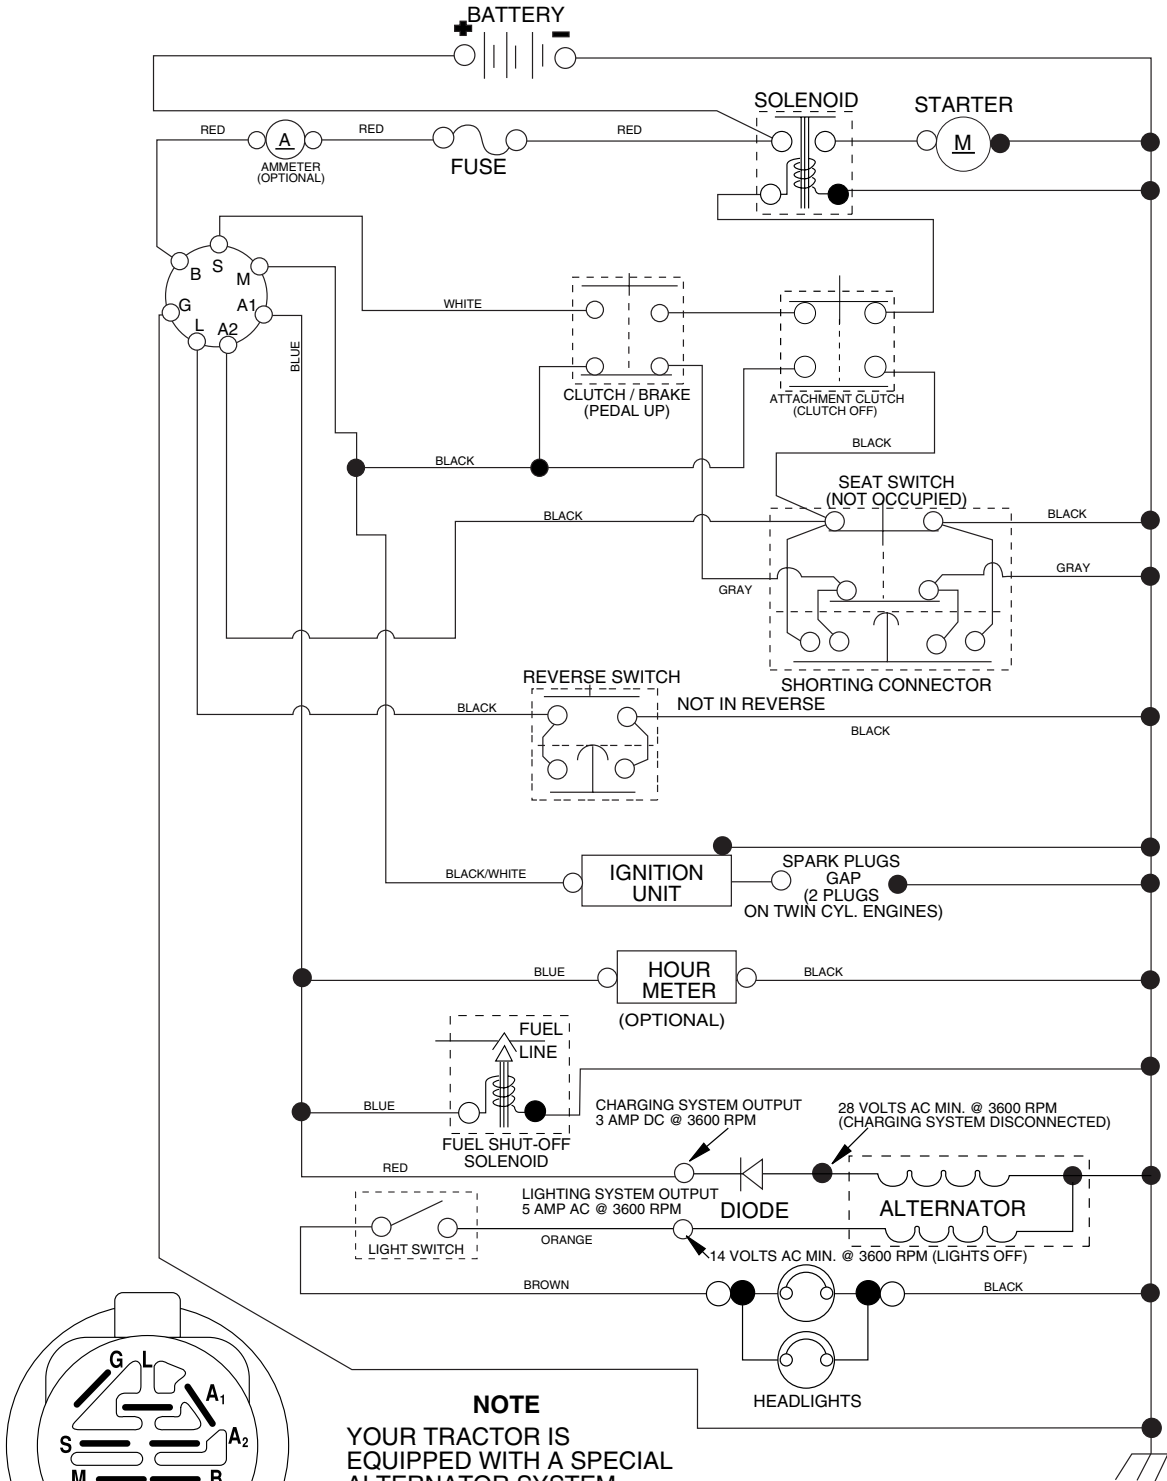 BATTERY
SOLENOID
STARTER
RED
A
RED
RED
M
AMMETER
(OPTIONAL)
FUSE
B
S
M
G
A1
L
A2
WHITE
BLUE
CLUTCH / BRAKE
(PEDAL UP)
ATTACHMENT CLUTCH
(CLUTCH OFF)
BLACK
BLACK
SEAT SWITCH
(NOT OCCUPIED)
BLACK
BLACK
GRAY
GRAY
REVERSE SWITCH
SHORTING CONNECTOR
BLACK
NOT IN REVERSE
BLACK
BLACK/WHITE
IGNITION
UNIT
SPARK PLUGS
GAP
(2 PLUGS
ON TWIN CYL. ENGINES)
BLUE
HOUR
METER
BLACK
(OPTIONAL)
FUEL
LINE
BLUE
FUEL SHUT-OFF
SOLENOID
CHARGING SYSTEM OUTPUT
3 AMP DC @ 3600 RPM
28 VOLTS AC MIN. @ 3600 RPM
(CHARGING SYSTEM DISCONNECTED)
RED
LIGHTING SYSTEM OUTPUT
5 AMP AC @ 3600 RPM
DIODE
ALTERNATOR
LIGHT SWITCH
ORANGE
14 VOLTS AC MIN. @ 3600 RPM (LIGHTS OFF)
BROWN
BLACK
HEADLIGHTS
G
L
A1
S
A2
M
B
NOTE
YOUR TRACTOR IS
EQUIPPED WITH A SPECIAL
ALTERNATOR SYSTEM